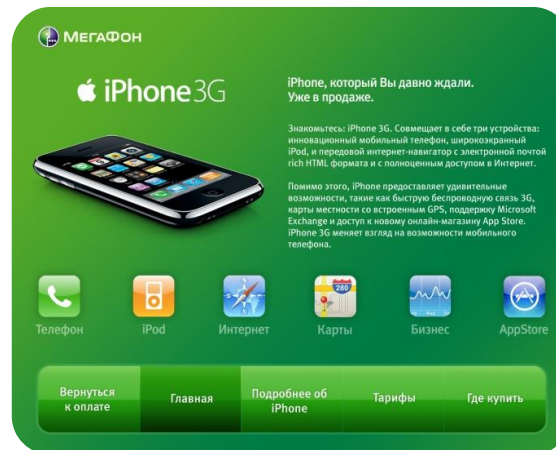 МЕГАФОН
iPhone 3G
iPhone, который Вы давно ждали.
Уже в продаже.
Знакомьтесь: iPhone 3G. Совмещает в себе три устройства:
инновационный мобильный телефон, широкоэкранный
iPod, и передовой интернет-навигатор с электронной почтой
rich HTML формата и с полноценным доступом в Интернет.
Помимо этого, iPhone предоставляет удивительные
возможности, такие как быструю беспроводную связь 3G,
карты местности со встроенным GPS, поддержку Microsoft
Exchange и доступ к новому онлайн-магазину App Store.
iPhone 3G меняет взгляд на возможности мобильного
телефона.
280
Телефон iPod Интернет Карты Бизнес AppStore
Вернуться
к оплате
Главная
Подробнее об
iPhone
Тарифы
Где купить